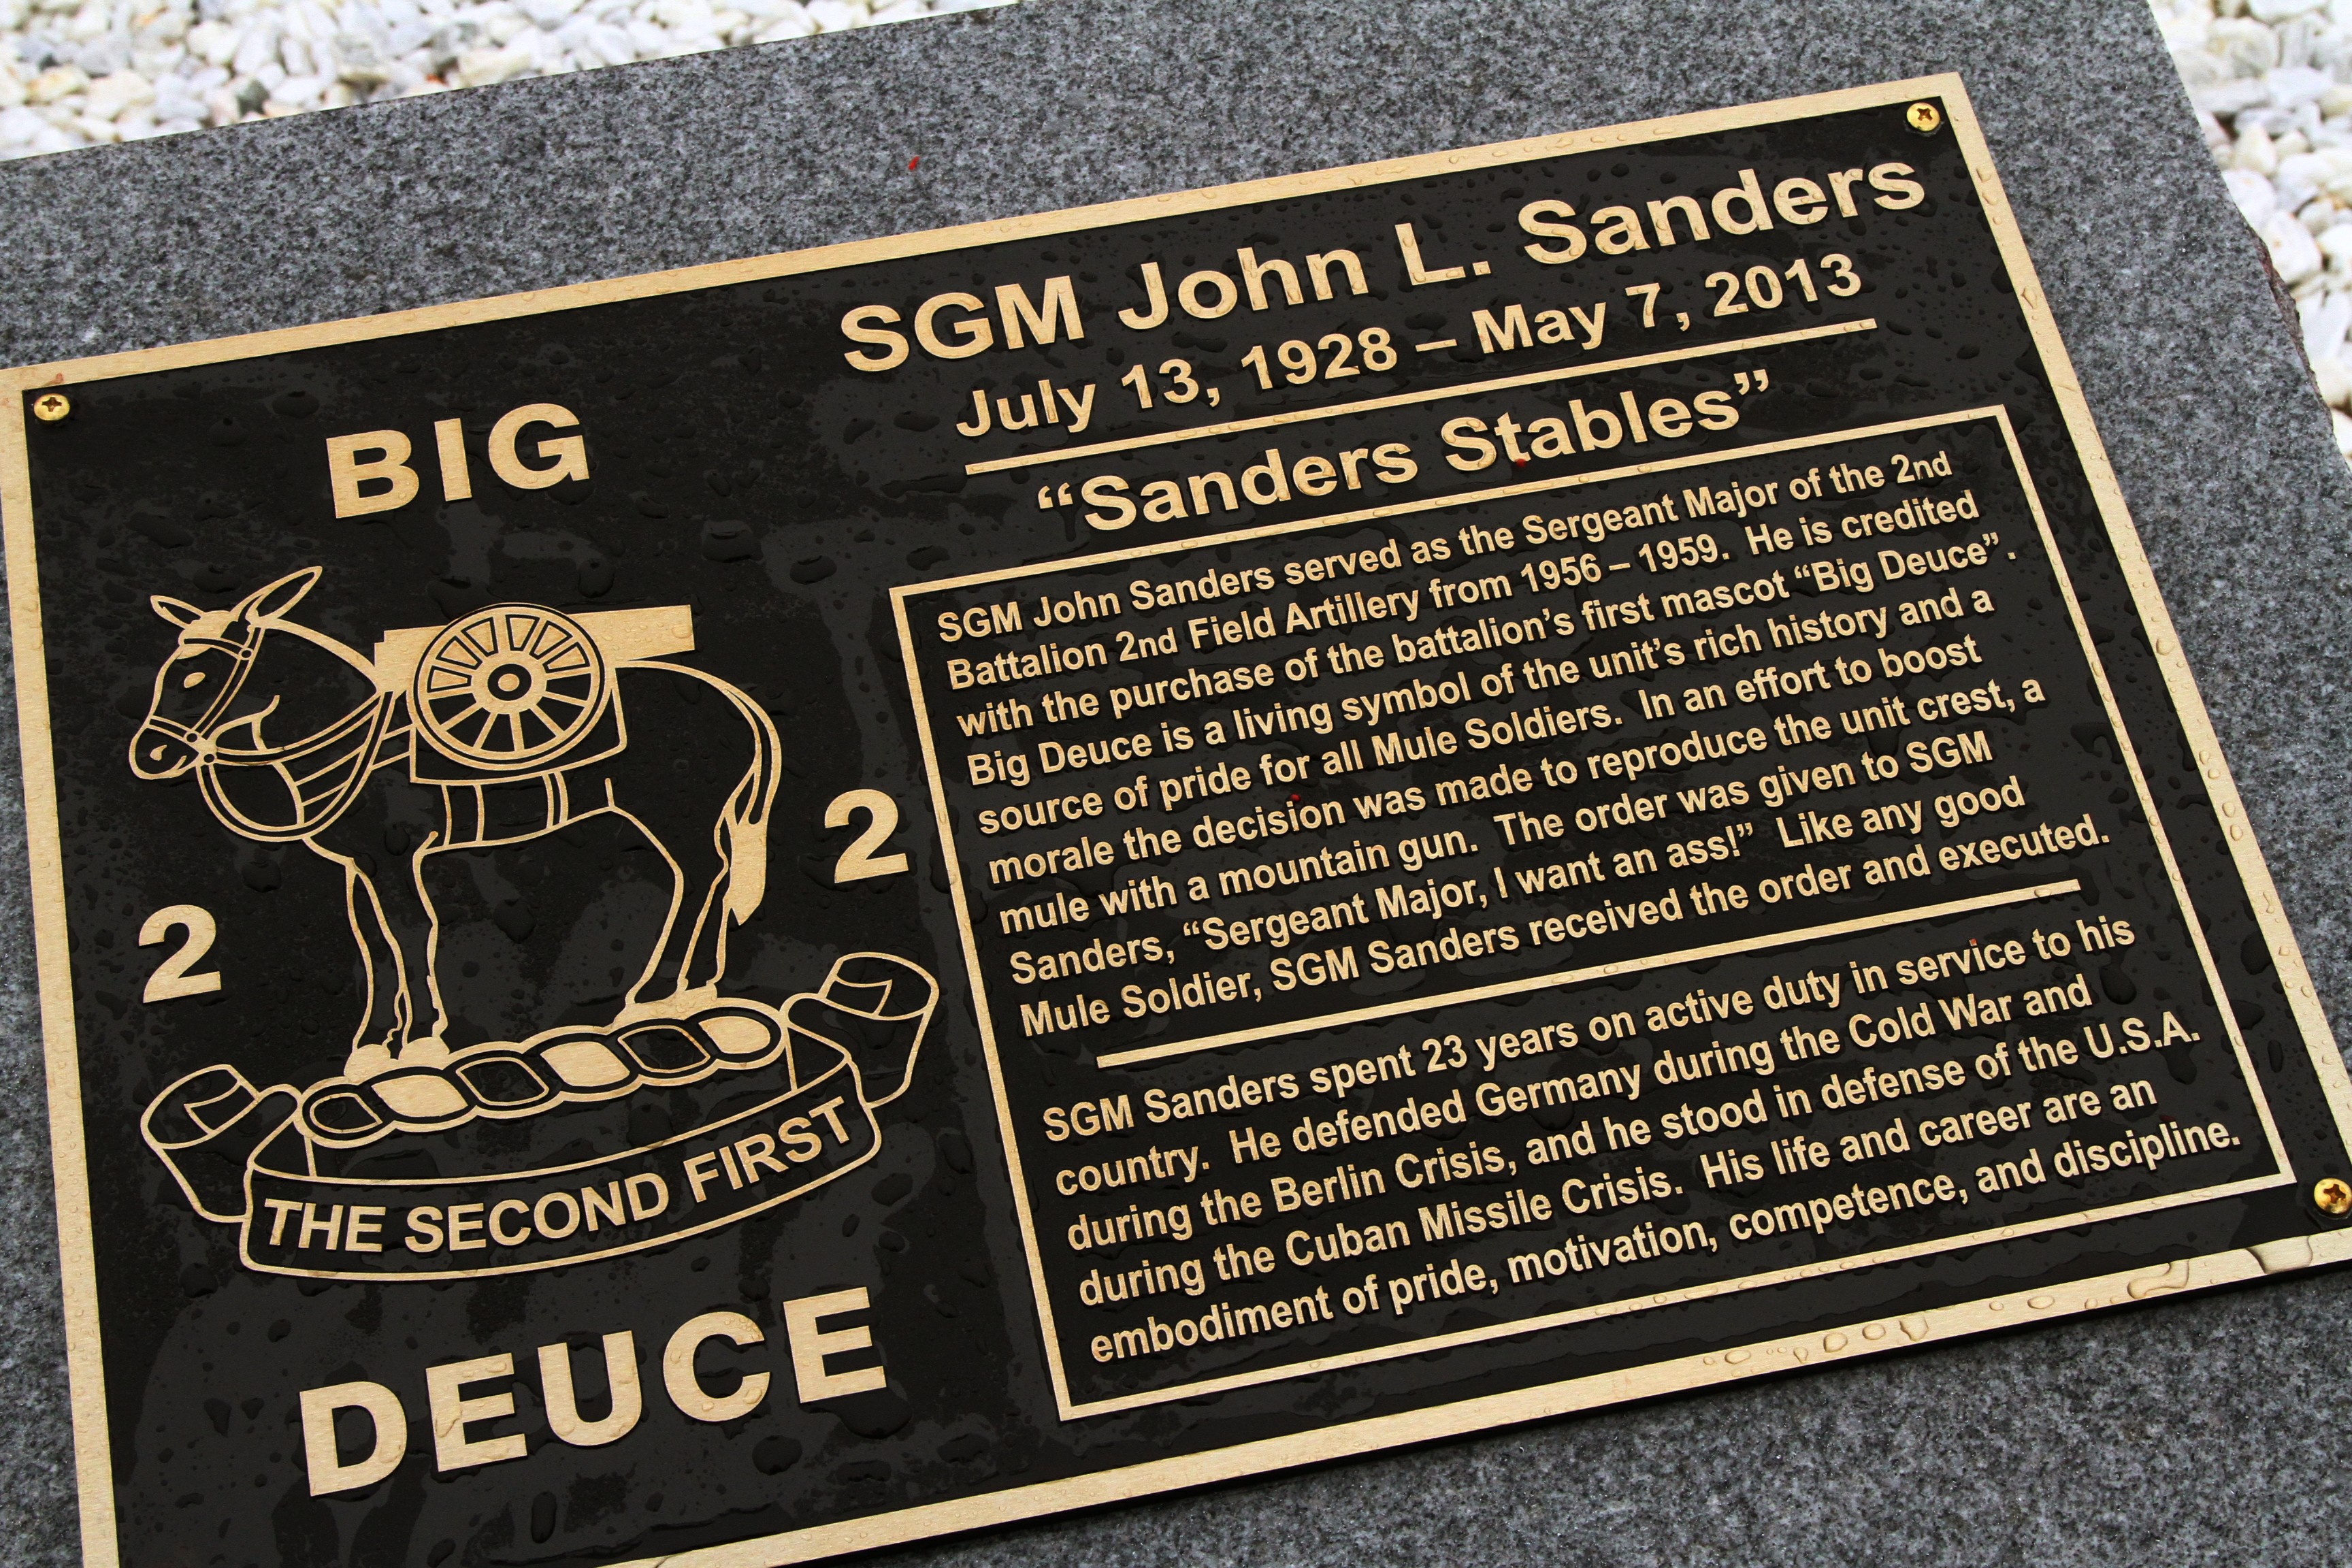 SGM John L. Sanders
July 13, 1928 – May 7, 2013
“Sanders Stables”
BIG
2
2
THE SECOND FIRST
DEUCE
SGM John Sanders served as the Sergeant Major of the 2nd
Battalion 2nd Field Artillery from 1956 – 1959. He is credited
with the purchase of the battalion’s first mascot “Big Deuce”.
Big Deuce is a living symbol of the unit’s rich history and a
source of pride for all Mule Soldiers. In an effort to boost
morale the decision was made to reproduce the unit crest, a
mule with a mountain gun. The order was given to SGM
Sanders, “Sergeant Major, I want an ass!” Like any good
Mule Soldier, SGM Sanders received the order and executed.
SGM Sanders spent 23 years on active duty in service to his
country. He defended Germany during the Cold War and
during the Berlin Crisis, and he stood in defense of the U.S.A.
during the Cuban Missile Crisis. His life and career are an
embodiment of pride, motivation, competence, and discipline.